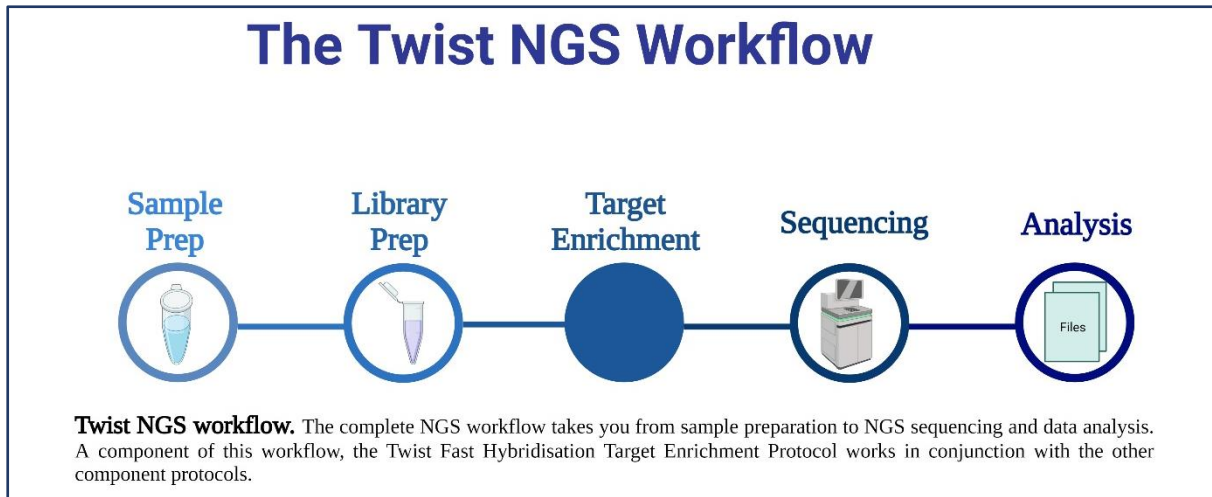 The Twist NGS Workflow
Sample
Prep
Library
Prep
Target
Enrichment
Sequencing
Analysis
Files
Twist NGS workflow. The complete NGS workflow takes you from sample preparation to NGS sequencing and data analysis.
A component of this workflow, the Twist Fast Hybridisation Target Enrichment Protocol works in conjunction with the other
component protocols.